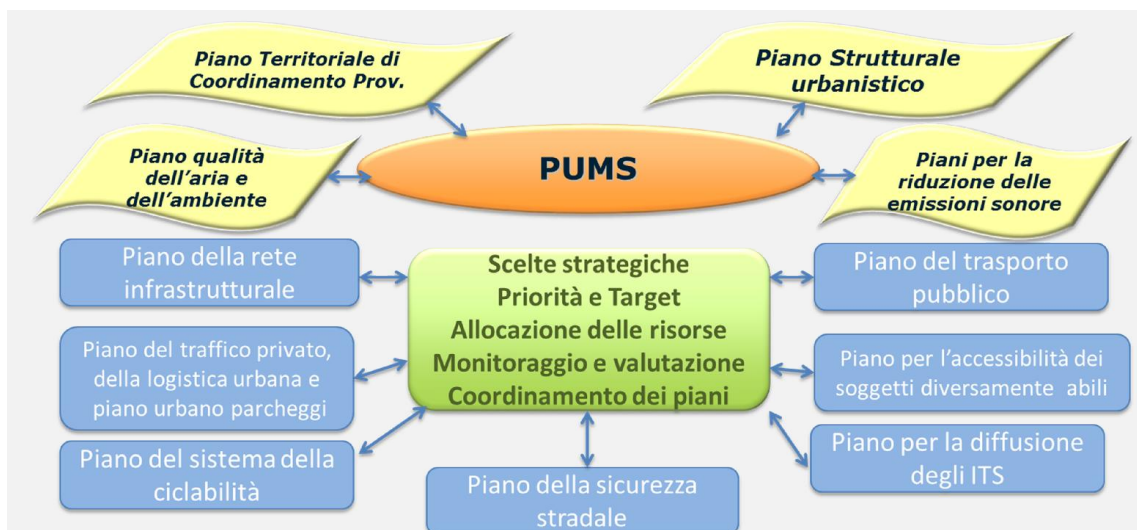 Piano Territoriale di
Coordinamento Prov.
Piano Strutturale
urbanistico
Piano qualità
dell'aria e
dell'ambiente
PUMS
Piani per la
riduzione delle
emissioni sonore
Piano della rete
infrastrutturale
Scelte strategiche
Priorità e Target
Allocazione delle risorse
Monitoraggio e valutazione
Coordinamento dei piani
Piano del trasporto
pubblico
Piano del traffico privato,
della logistica urbana e
piano urbano parcheggi
Piano per l'accessibilità dei
soggetti diversamente abili
Piano del sistema della
ciclabilità
Piano della sicurezza
stradale
Piano per la diffusione
degli ITS